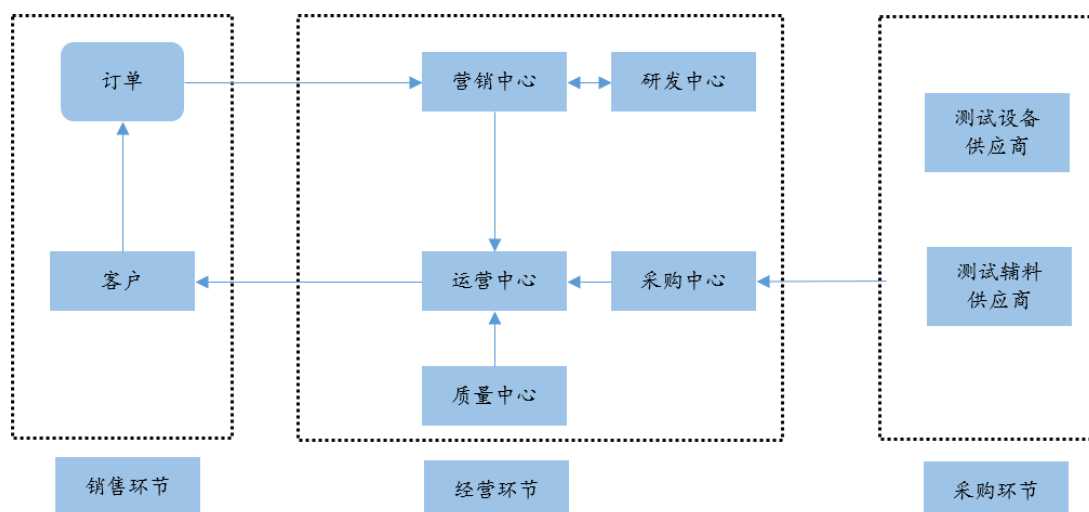 订单
营销中心
研发中心
测试设备
供应商
客户
运营中心
采购中心
测试辅料
供应商
质量中心
销售环节
经营环节
采购环节